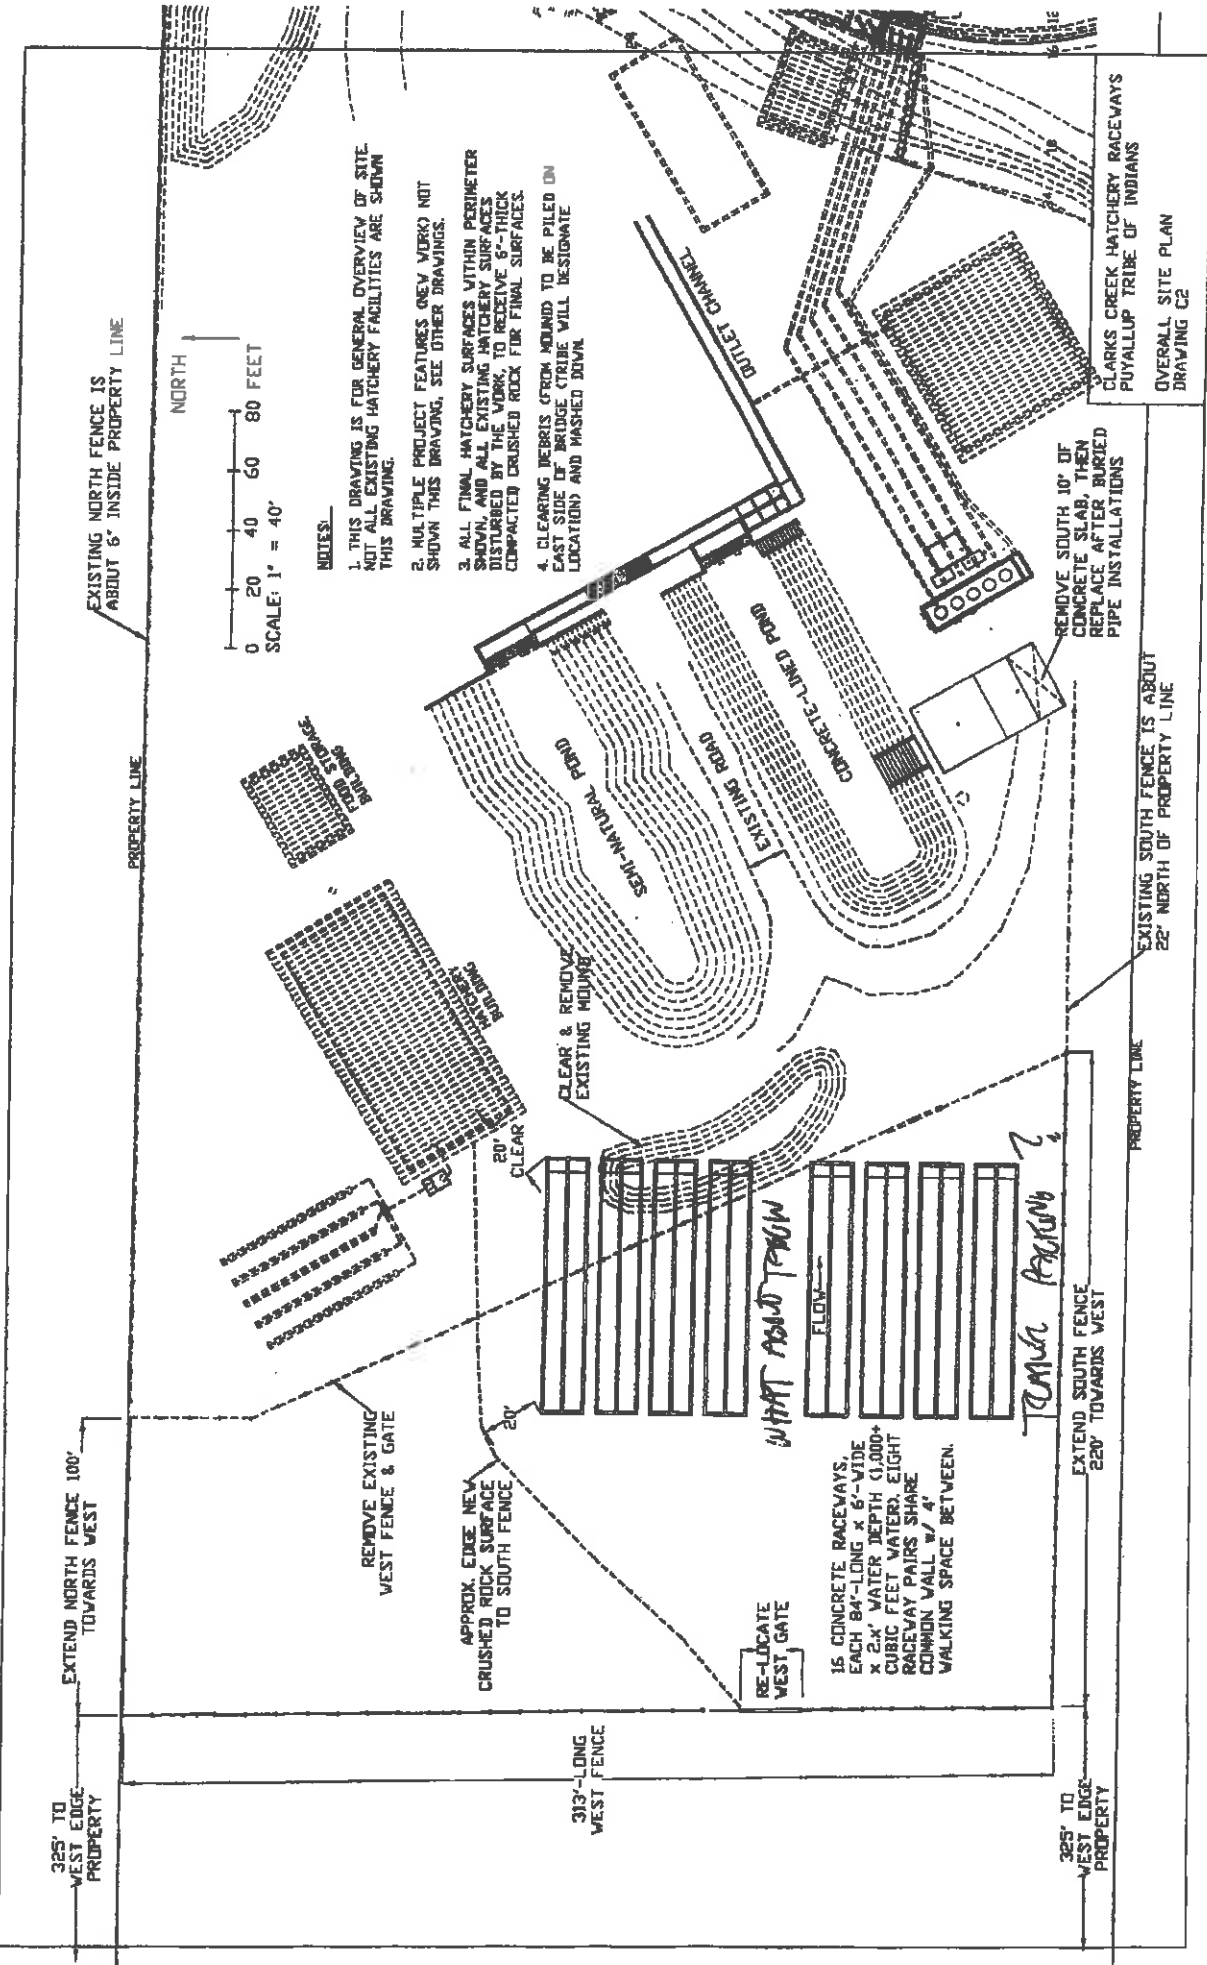 EXISTING NORTH FENCE IS
ABOUT 6' INSIDE PROPERTY LINE
PROPERTY LINE
NORTH
0 20 40 60 80 FEET
SCALE: 1" = 40'
NOTES:
1. THIS DRAWING IS FOR GENERAL OVERVIEW OF SITE.
NOT ALL EXISTING HATCHERY FACILITIES ARE SHOWN
THIS DRAWING.
2. MULTIPLE PROJECT FEATURES (NEW WORK) NOT
SHOWN THIS DRAWING, SEE OTHER DRAWINGS.
3. ALL FINAL HATCHERY SURFACES WITHIN PERIMETER
SHOWN, AND ALL EXISTING HATCHERY SURFACES
DISTURBED BY THE WORK, TO RECEIVE 6"-THICK
COMPACTED CRUSHED ROCK FOR FINAL SURFACES.
4. CLEARING DEBRIS (FROM MOUND) TO BE PILED ON
EAST SIDE OF BRIDGE (TRIBE WILL DESIGNATE
LOCATION) AND MASHED DOWN.
325' TO
WEST EDGE
PROPERTY
EXTEND NORTH FENCE 100'
TOWARDS WEST
REMOVE EXISTING
WEST FENCE & GATE
APPROX. EDGE NEW
CRUSHED ROCK SURFACE
TO SOUTH FENCE
20'
20'
CLEAR
HATCHERY
BUILDING
FOOD STORAGE
BUILDING
CLEAR & REMOVE
EXISTING MOUND
SEMI-NATURAL POND
EXISTING ROAD
CONCRETE-LINED POND
OUTLET CHANNEL
313'-LONG
WEST FENCE
RE-LOCATE
WEST GATE
WHAT ABOUT
FLOW
16 CONCRETE RACEWAYS,
EACH 84'-LONG x 6'-WIDE
x 2.x' WATER DEPTH (1,000+
CUBIC FEET WATER). EIGHT
RACEWAY PAIRS SHARE
COMMON WALL w/ 4'
WALKING SPACE BETWEEN.
REMOVE SOUTH 10' OF
CONCRETE SLAB, THEN
REPLACE AFTER BURIED
PIPE INSTALLATIONS
325' TO
WEST EDGE
PROPERTY
EXTEND SOUTH FENCE
220' TOWARDS WEST
PROPERTY LINE
EXISTING SOUTH FENCE IS ABOUT
22' NORTH OF PROPERTY LINE
CLARKS CREEK HATCHERY RACEWAYS
PUYALLUP TRIBE OF INDIANS
OVERALL SITE PLAN
DRAWING C2
24
18